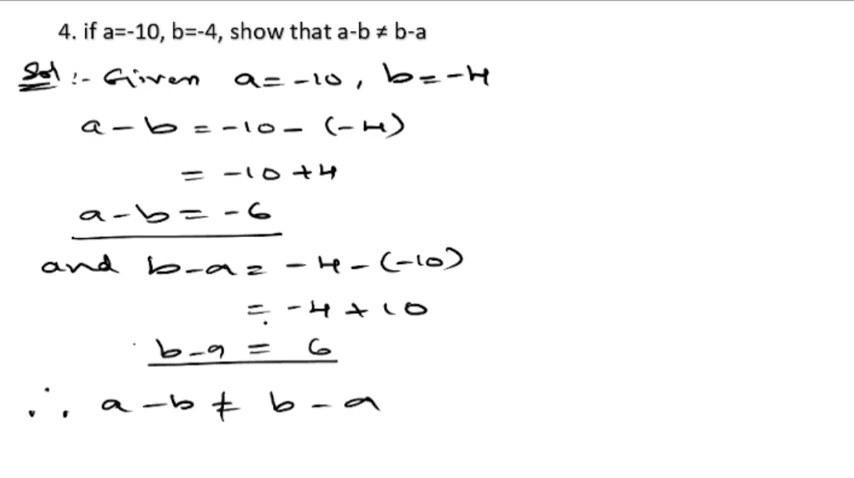 4. if a=-10, b=-4, show that a-b ≠ b-a
Sol :- Given a = -10, b = -4
a - b = -10 - (-4)
= -10 + 4
a - b = -6
and b - a = -4 - (-10)
= -4 + 10
b - a = 6
∴ a - b ≠ b - a